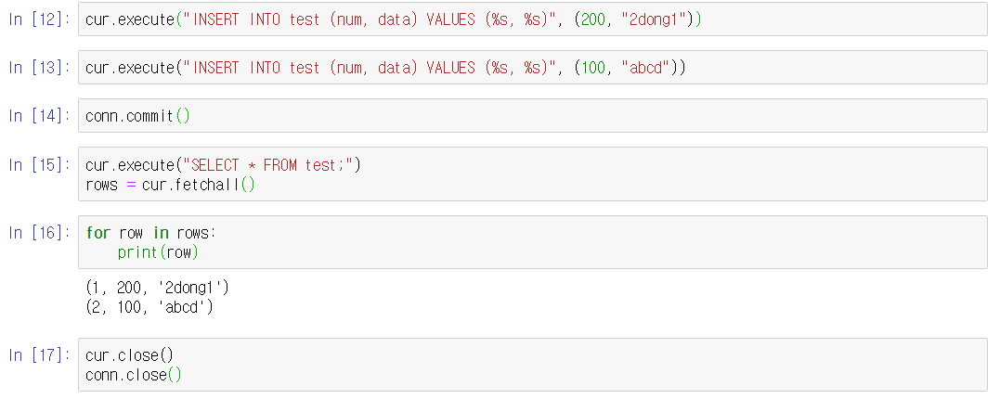 In [12]: cur.execute("INSERT INTO test (num, data) VALUES (%s, %s)", (200, "2dong1"))
In [13]: cur.execute("INSERT INTO test (num, data) VALUES (%s, %s)", (100, "abcd"))
In [14]: conn.commit()
In [15]: cur.execute("SELECT * FROM test;")
rows = cur.fetchall()
In [16]: for row in rows:
    print(row)
(1, 200, '2dong1')
(2, 100, 'abcd')
In [17]: cur.close()
conn.close()